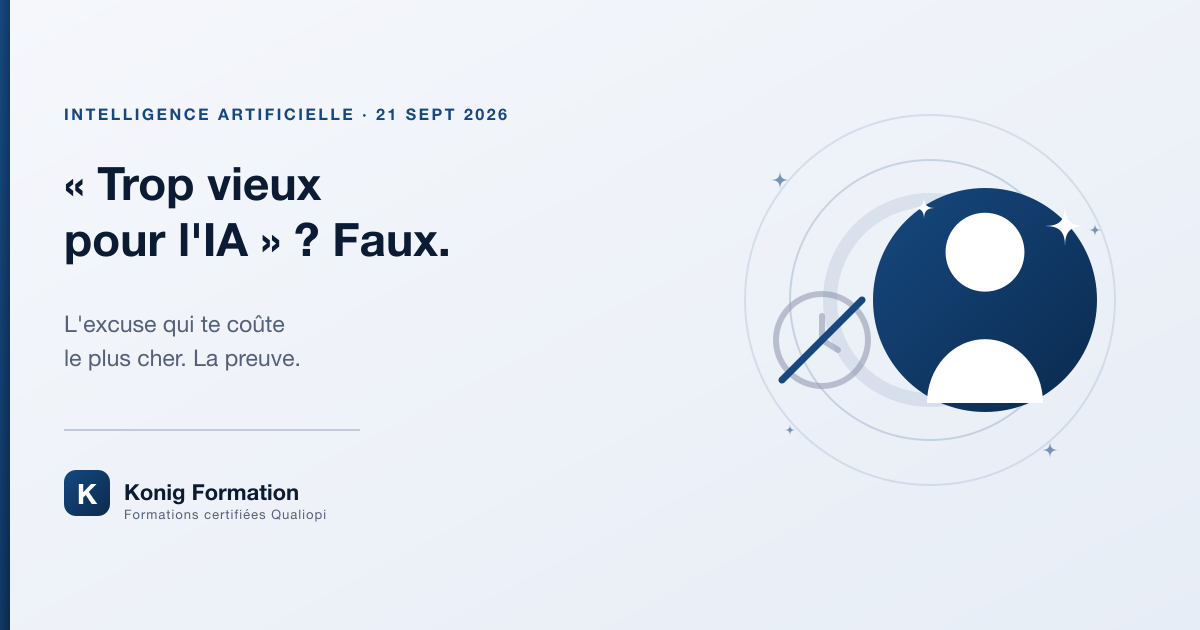 INTELLIGENCE ARTIFICIELLE · 21 SEPT 2026
« Trop vieux
pour l'IA » ? Faux.
L'excuse qui te coûte
le plus cher. La preuve.
K
Konig Formation
Formations certifiées Qualiopi